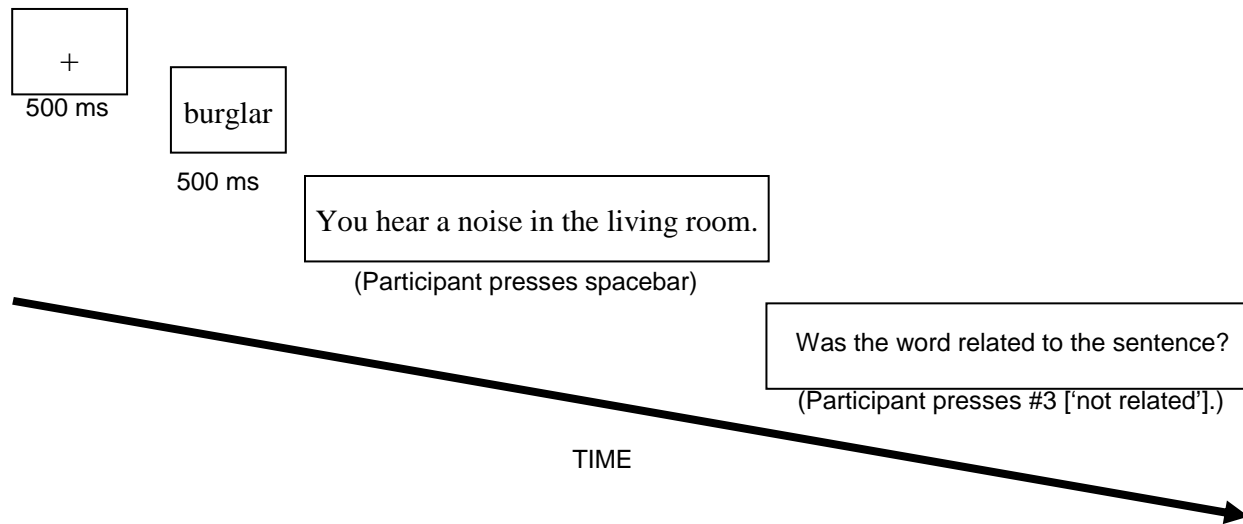 +
500 ms
burglar
500 ms
You hear a noise in the living room.
(Participant presses spacebar)
Was the word related to the sentence?
(Participant presses #3 [‘not related’].)
TIME